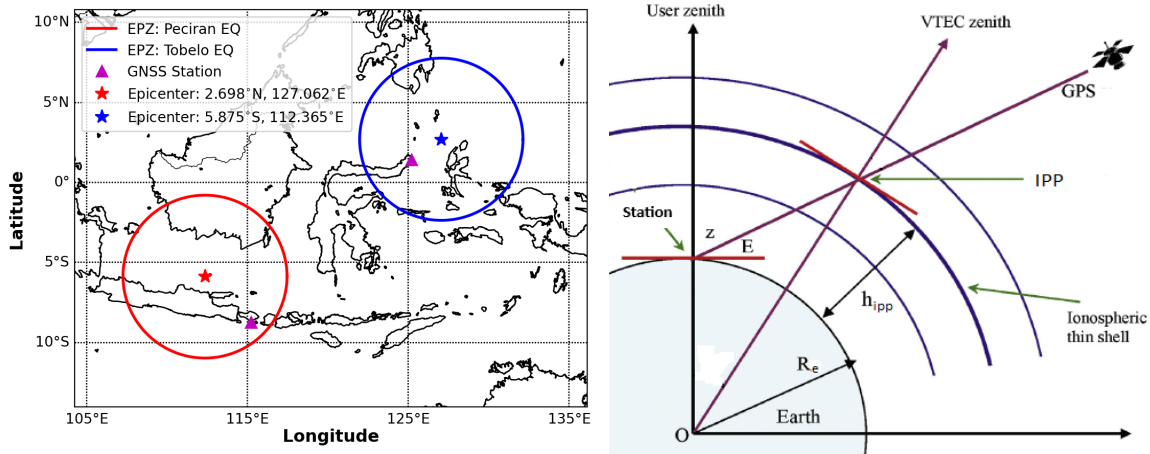 10°N
5°N
0°
5°S
10°S
Latitude
EPZ: Peciran EQ
EPZ: Tobelo EQ
GNSS Station
Epicenter: 2.698°N, 127.062°E
Epicenter: 5.875°S, 112.365°E
105°E
115°E
125°E
135°E
Longitude
User zenith
VTEC zenith
GPS
IPP
Station
z
E
hipp
Ionospheric
thin shell
Re
Earth
O